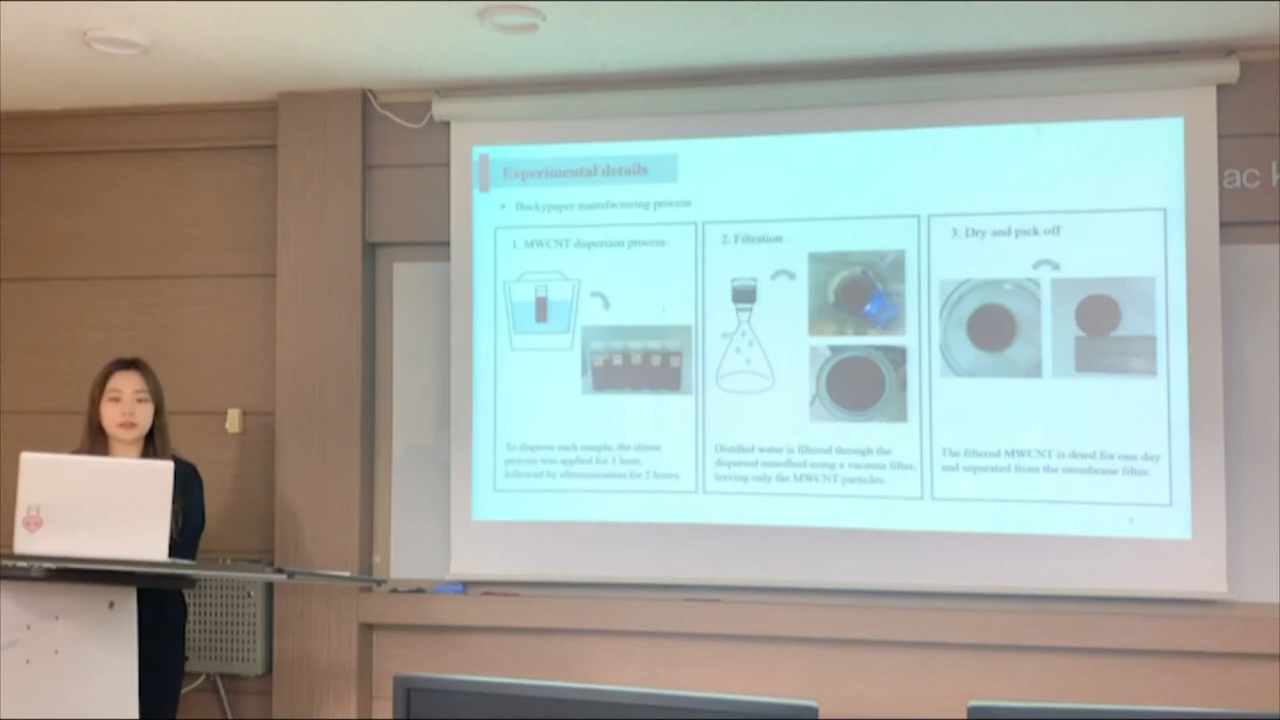 Experimental details
• Buckypaper manufacturing process
1. MWCNT dispersion process
To disperse each sample, the stirrer
process was applied for 1 hour,
followed by ultrasonication for 2 hours.
2. Filtration
Distilled water is filtered through the
dispersed nanofluid using a vacuum filter,
leaving only the MWCNT particles.
3. Dry and pick off
The filtered MWCNT is dried for one day
and separated from the membrane filter.
ac